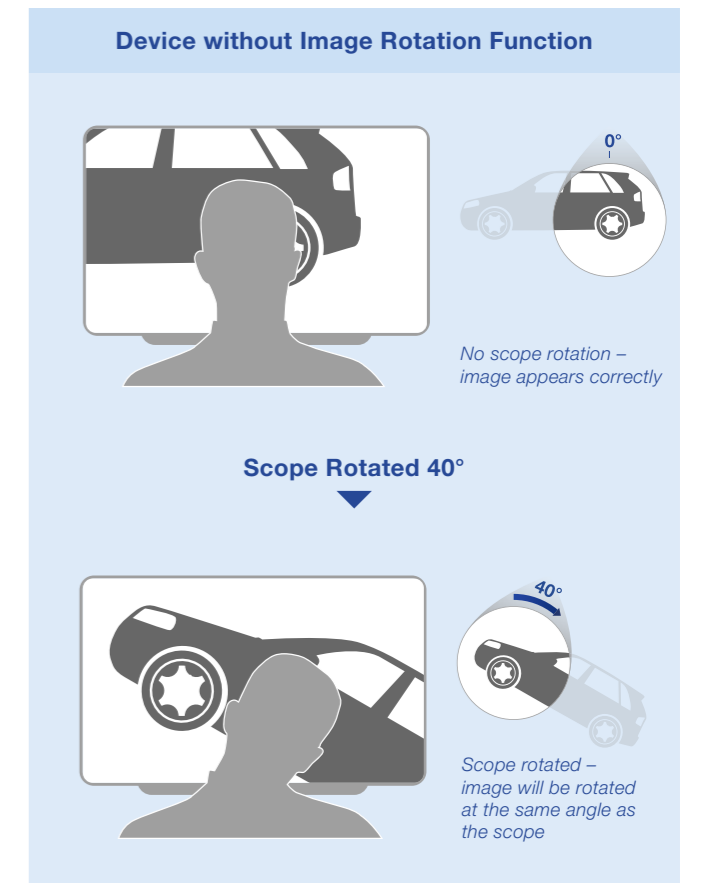 Device without Image Rotation Function
0°
No scope rotation –
image appears correctly
Scope Rotated 40°
40°
Scope rotated –
image will be rotated
at the same angle as
the scope